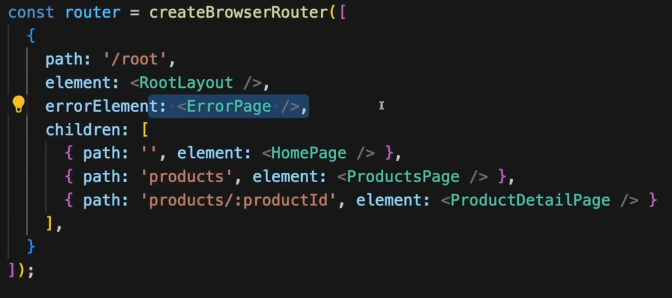 const router = createBrowserRouter([
{
path: '/root',
element: <RootLayout />,
errorElement: <ErrorPage />,
children: [
{ path: '', element: <HomePage /> },
{ path: 'products', element: <ProductsPage /> },
{ path: 'products/:productId', element: <ProductDetailPage /> }
],
}
]);